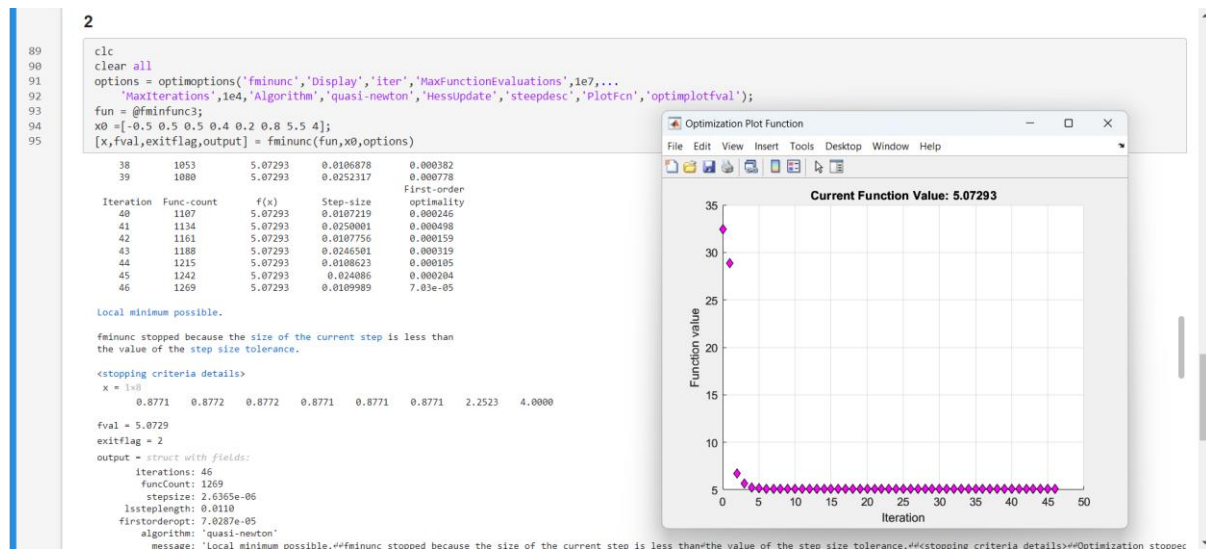 2
89 clc
90 clear all
91 options = optimoptions('fminunc','Display','iter','MaxFunctionEvaluations',1e7,...
92 'MaxIterations',1e4,'Algorithm','quasi-newton','HessUpdate','steepdesc','PlotFcn','optimplotfval');
93 fun = @fminfunc3;
94 x0 =[-0.5 0.5 0.5 0.4 0.2 0.8 5.5 4];
95 [x,fval,exitflag,output] = fminunc(fun,x0,options)
38 1053 5.07293 0.0106878 0.000382
39 1080 5.07293 0.0252317 0.000778
First-order
Iteration Func-count f(x) Step-size optimality
40 1107 5.07293 0.0107219 0.000246
41 1134 5.07293 0.0250001 0.000498
42 1161 5.07293 0.0107756 0.000159
43 1188 5.07293 0.0246501 0.000319
44 1215 5.07293 0.0108623 0.000105
45 1242 5.07293 0.024086 0.000204
46 1269 5.07293 0.0109989 7.03e-05
Local minimum possible.
fminunc stopped because the size of the current step is less than
the value of the step size tolerance.
<stopping criteria details>
x = 1×8
0.8771 0.8772 0.8772 0.8771 0.8771 0.8771 2.2523 4.0000
fval = 5.0729
exitflag = 2
output = struct with fields:
iterations: 46
funcCount: 1269
stepsize: 2.6365e-06
lssteplength: 0.0110
firstorderopt: 7.0287e-05
algorithm: 'quasi-newton'
message: 'Local minimum possible.↵↵fminunc stopped because the size of the current step is less than↵the value of the step size tolerance.↵↵<stopping criteria details>↵↵Optimization stopped
Optimization Plot Function
File Edit View Insert Tools Desktop Window Help
Current Function Value: 5.07293
35
30
25
20
15
10
5
Function value
0 5 10 15 20 25 30 35 40 45 50
Iteration